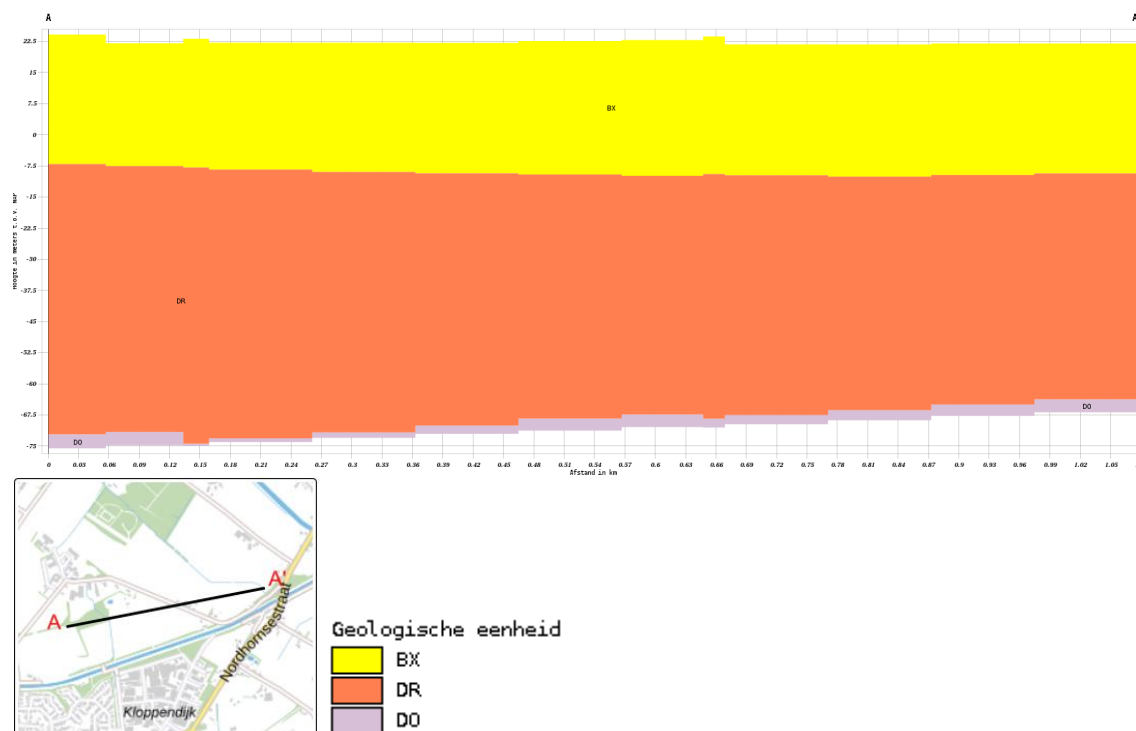 A A
22.5
15
BX
7.5
0
-7.5
-15
-22.5
-30
-37.5
DR
-45
-52.5
-60
-67.5
DO
DO
-75
Hoogte in meters t.o.v. NAP
0 0.03 0.06 0.09 0.12 0.15 0.18 0.21 0.24 0.27 0.3 0.33 0.36 0.39 0.42 0.45 0.48 0.51 0.54 0.57 0.6 0.63 0.66 0.69 0.72 0.75 0.78 0.81 0.84 0.87 0.9 0.93 0.96 0.99 1.02 1.05
Afstand in km
A'
A
Nordhornsestraat
Kloppendijk
Geologische eenheid
BX
DR
DO